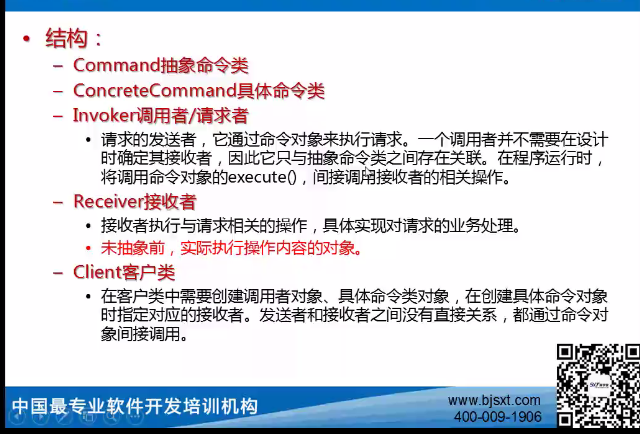 • 结构：
– Command抽象命令类
– ConcreteCommand具体命令类
– Invoker调用者/请求者
• 请求的发送者，它通过命令对象来执行请求。一个调用者并不需要在设计
时确定其接收者，因此它只与抽象命令类之间存在关联。在程序运行时，
将调用命令对象的execute()，间接调用接收者的相关操作。
– Receiver接收者
• 接收者执行与请求相关的操作，具体实现对请求的业务处理。
• 未抽象前，实际执行操作内容的对象。
– Client客户类
• 在客户类中需要创建调用者对象、具体命令类对象，在创建具体命令对象
时指定对应的接收者。发送者和接收者之间没有直接关系，都通过命令对
象间接调用。
中国最专业软件开发培训机构
www.bjsxt.com
400-009-1906